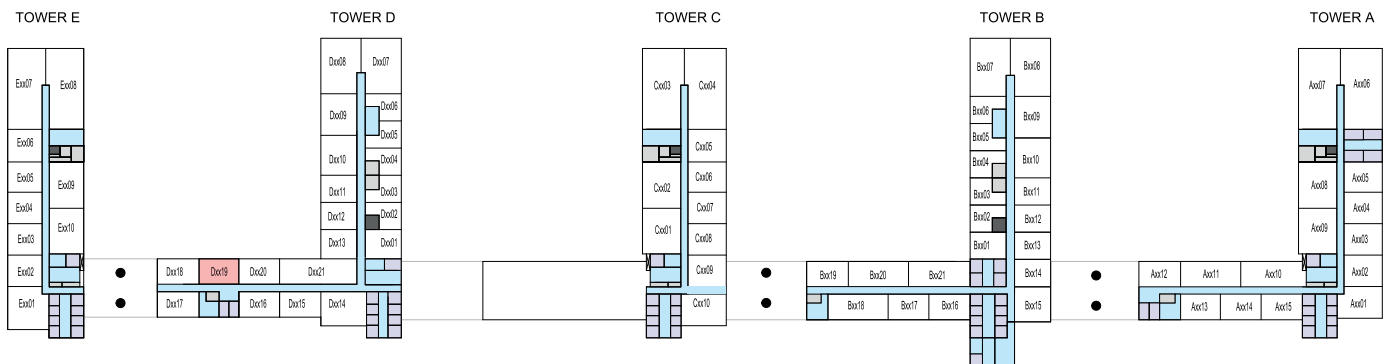 TOWER E
TOWER D
TOWER C
TOWER B
TOWER A
Exx07
Exx08
Exx06
Exx05
Exx09
Exx04
Exx10
Exx03
Exx02
Exx01
Dxx08
Dxx07
Dxx09
Dxx06
Dxx05
Dxx10
Dxx04
Dxx11
Dxx03
Dxx12
Dxx02
Dxx13
Dxx01
Dxx18
Dxx19
Dxx20
Dxx21
Dxx17
Dxx16
Dxx15
Dxx14
Cxx03
Cxx04
Cxx05
Cxx02
Cxx06
Cxx07
Cxx01
Cxx08
Cxx09
Cxx10
Bxx07
Bxx08
Bxx06
Bxx09
Bxx05
Bxx04
Bxx10
Bxx03
Bxx11
Bxx02
Bxx12
Bxx01
Bxx13
Bxx19
Bxx20
Bxx21
Bxx14
Bxx18
Bxx17
Bxx16
Bxx15
Axx07
Axx06
Axx08
Axx05
Axx04
Axx09
Axx03
Axx12
Axx11
Axx10
Axx02
Axx13
Axx14
Axx15
Axx01